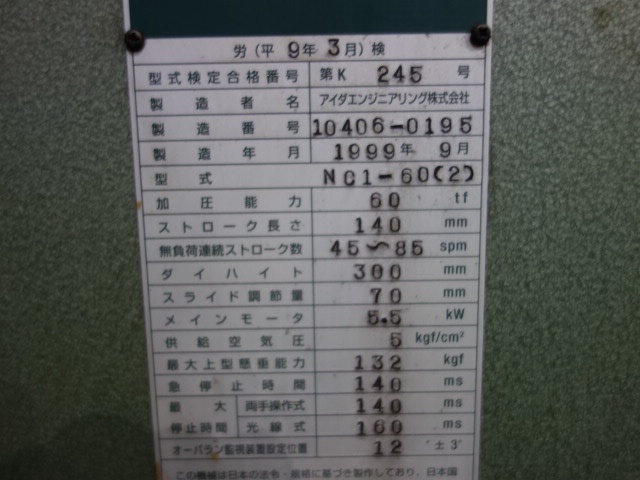 労(平 9年 3月)検
型式検定合格番号 第K 245 号
製造者名 アイダエンジニアリング株式会社
製造番号 10406-0195
製造年月 1999年 9月
型式 NC1-60(2)
加圧能力 60 tf
ストローク長さ 140 mm
無負荷連続ストローク数 45〜85 spm
ダイハイト 300 mm
スライド調節量 70 mm
メインモータ 5.5 kW
供給空気圧 5 kgf/cm²
最大上型懸垂能力 132 kgf
急停止時間 140 ms
最大 両手操作式 140 ms
停止時間 光線式 160 ms
オーバラン監視装置設定位置 12 ° ± 3°
この機械は日本の法令・規格に基づき製作しており、日本国